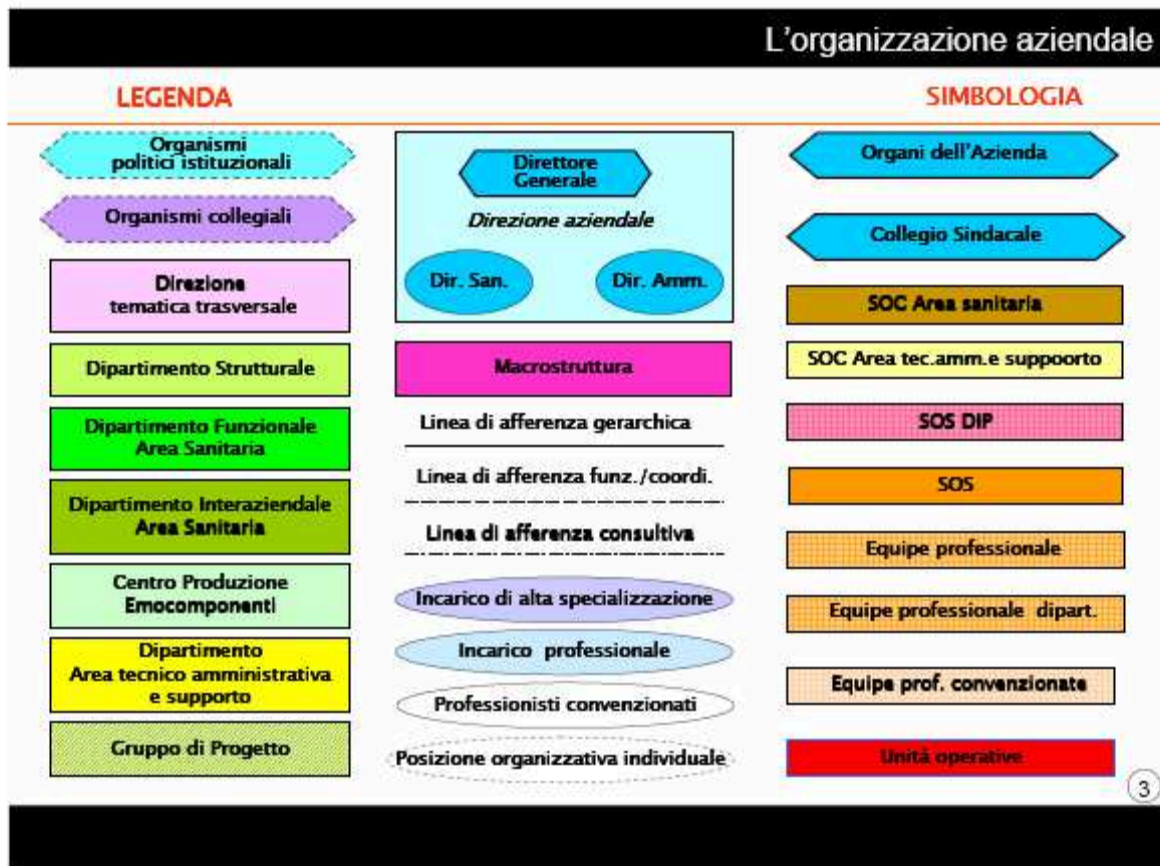 L'organizzazione aziendale
LEGENDA
SIMBOLOGIA
Organismi
politici istituzionali
Organismi collegiali
Direzione
tematica trasversale
Dipartimento Strutturale
Dipartimento Funzionale
Area Sanitaria
Dipartimento Interaziendale
Area Sanitaria
Centro Produzione
Emocomponenti
Dipartimento
Area tecnico amministrativa
e supporto
Gruppo di Progetto
Direttore
Generale
Direzione aziendale
Dir. San.
Dir. Amm.
Macrostruttura
Linea di afferenza gerarchica
Linea di afferenza funz./coordi.
Linea di afferenza consultiva
Incarico di alta specializzazione
Incarico professionale
Professionisti convenzionati
Posizione organizzativa individuale
Organi dell'Azienda
Collegio Sindacale
SOC Area sanitaria
SOC Area tec.amm.e suppoorto
SOS DIP
SOS
Equipe professionale
Equipe professionale dipart.
Equipe prof. convenzionate
Unità operative
3